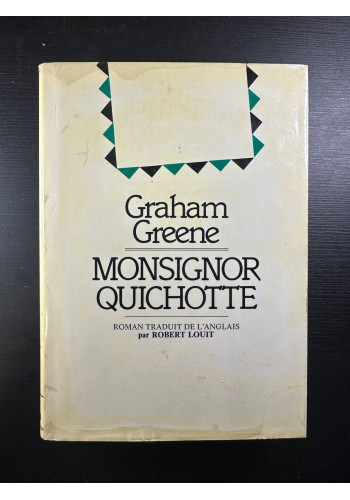 Graham
Greene
MONSIGNOR
QUICHOTTE
ROMAN TRADUIT DE L'ANGLAIS
par ROBERT LOUIT